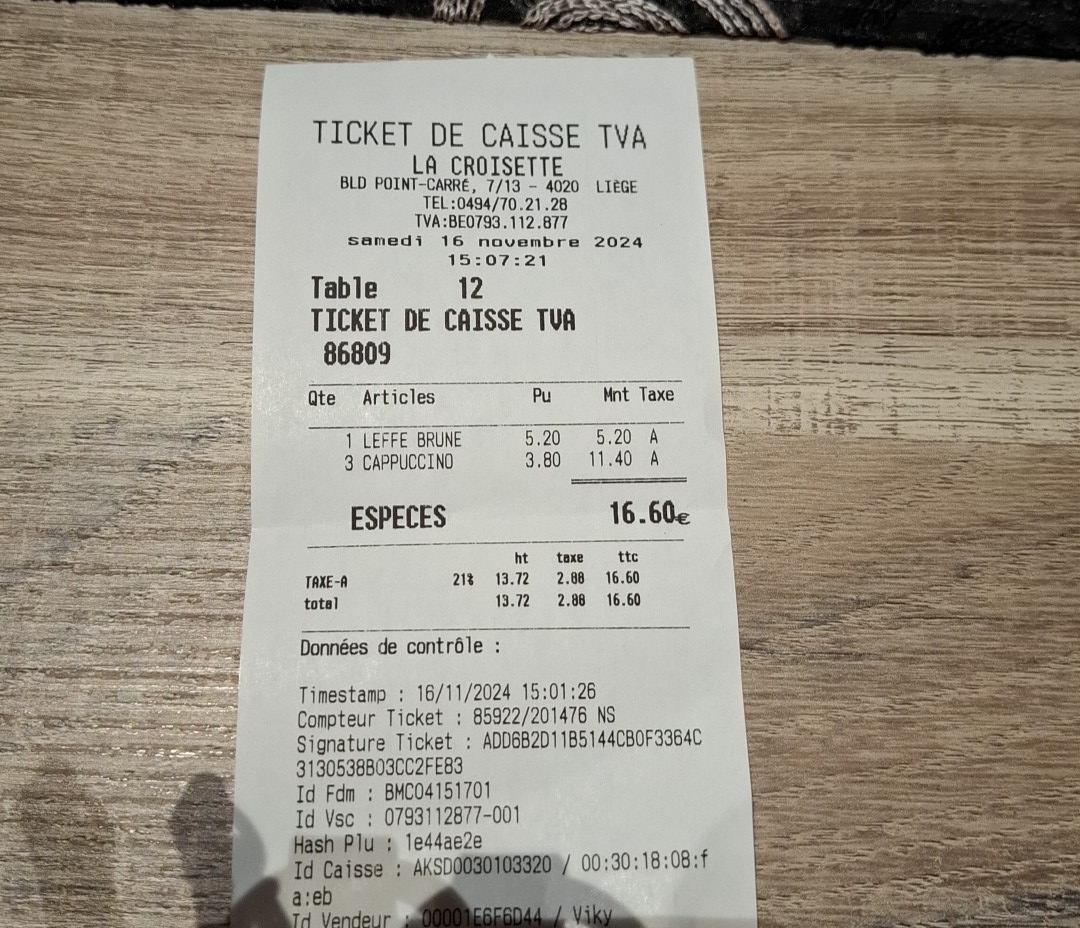 TICKET DE CAISSE TVA
LA CROISETTE
BLD POINT-CARRÉ, 7/13 - 4020 LIÈGE
TEL:0494/70.21.28
TVA:BE0793.112.877
samedi 16 novembre 2024
15:07:21
Table 12
TICKET DE CAISSE TVA
86809
Qte Articles Pu Mnt Taxe
1 LEFFE BRUNE 5.20 5.20 A
3 CAPPUCCINO 3.80 11.40 A
ESPECES 16.60€
ht taxe ttc
TAXE-A 21% 13.72 2.88 16.60
total 13.72 2.88 16.60
Données de contrôle :
Timestamp : 16/11/2024 15:01:26
Compteur Ticket : 85922/201476 NS
Signature Ticket : ADD6B2D11B5144CB0F3364C
3130538B03CC2FE83
Id Fdm : BMC04151701
Id Vsc : 0793112877-001
Hash Plu : 1e44ae2e
Id Caisse : AKSD0030103320 / 00:30:18:08:f
a:eb
Id Vendeur : 00001E6F6D44 / Viky